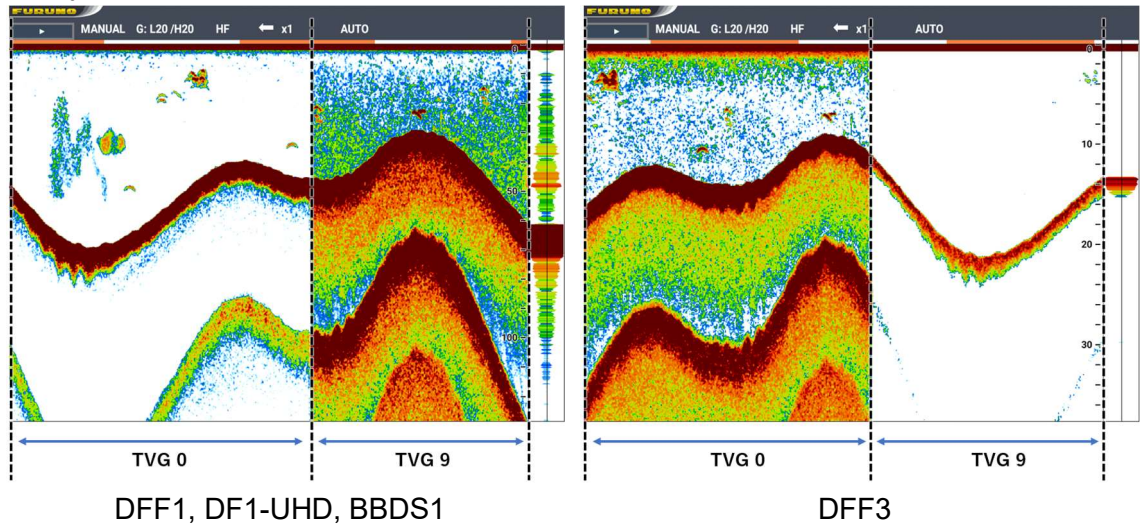 FURUNO
MANUAL G: L20 /H20 HF x1 AUTO
0
50
100
TVG 0
TVG 9
DFF1, DF1-UHD, BBDS1
FURUNO
MANUAL G: L20 /H20 HF x1 AUTO
0
10
20
30
TVG 0
TVG 9
DFF3